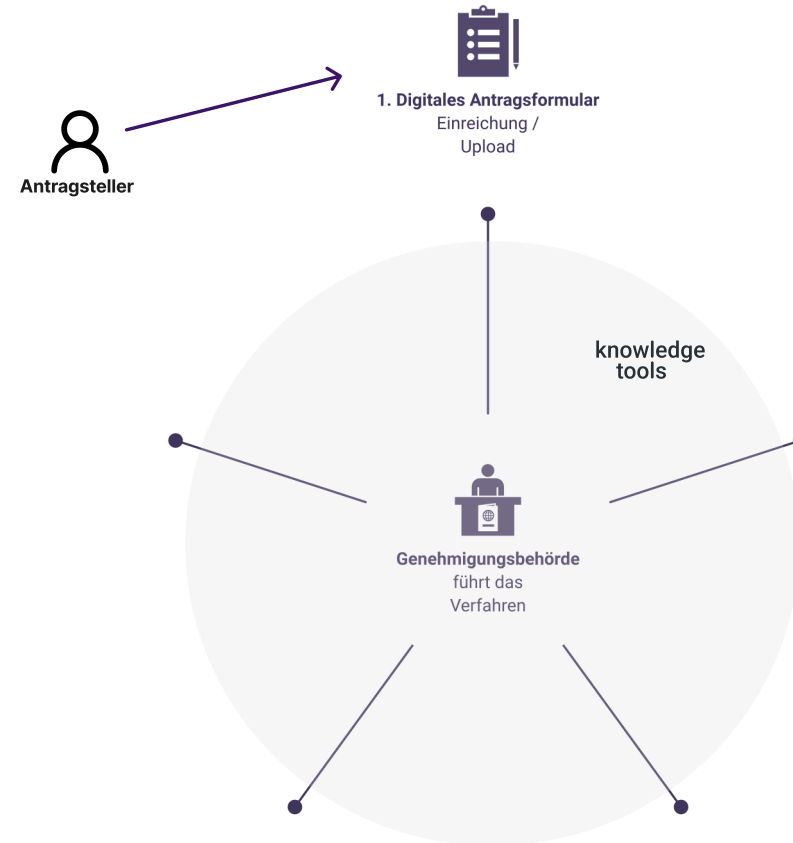 1. Digitales Antragsformular
Einreichung /
Upload
Antragsteller
knowledge
tools
Genehmigungsbehörde
führt das
Verfahren